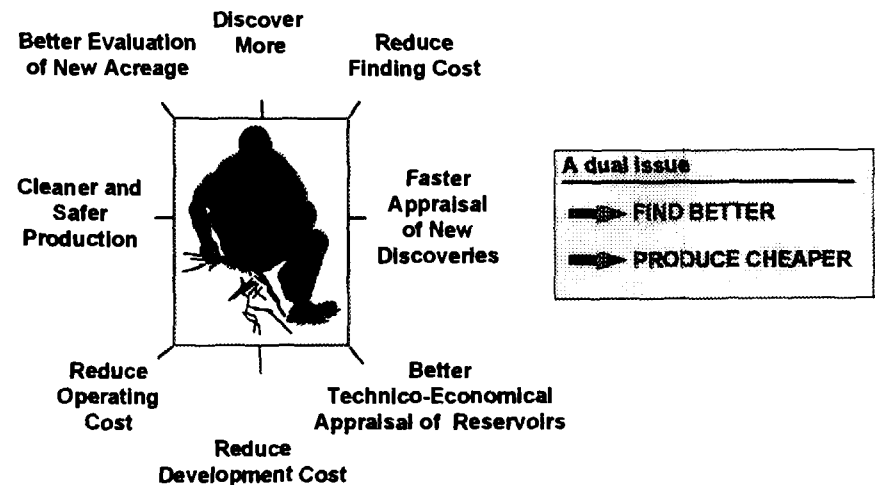 Discover
More
Better Evaluation
of New Acreage
Reduce
Finding Cost
Cleaner and
Safer
Production
Faster
Appraisal
of New
Discoveries
Reduce
Operating
Cost
Better
Technico-Economical
Appraisal of Reservoirs
Reduce
Development Cost
A dual issue
FIND BETTER
PRODUCE CHEAPER